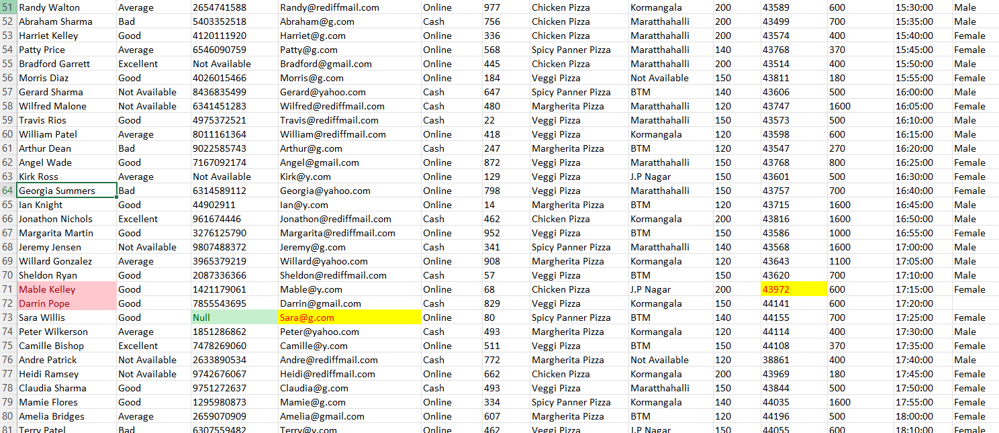 51 Randy Walton Average 2654741588 Randy@rediffmail.com Online 977 Chicken Pizza Kormangala 200 43589 600 15:30:00 Male
52 Abraham Sharma Bad 5403352518 Abraham@g.com Cash 756 Chicken Pizza Maratthahalli 200 43499 700 15:35:00 Male
53 Harriet Kelley Good 4120111920 Harriet@g.com Online 336 Chicken Pizza Maratthahalli 200 43574 400 15:40:00 Female
54 Patty Price Average 6546090759 Patty@g.com Online 568 Spicy Panner Pizza Maratthahalli 140 43768 370 15:45:00 Female
55 Bradford Garrett Excellent Not Available Bradford@gmail.com Online 445 Chicken Pizza Maratthahalli 200 43514 400 15:50:00 Male
56 Morris Diaz Good 4026015466 Morris@g.com Online 184 Veggi Pizza Not Available 150 43811 180 15:55:00 Female
57 Gerard Sharma Not Available 8436835499 Gerard@yahoo.com Cash 647 Spicy Panner Pizza BTM 140 43606 500 16:00:00 Male
58 Wilfred Malone Not Available 6341451283 Wilfred@rediffmail.com Cash 480 Margherita Pizza Maratthahalli 120 43747 1600 16:05:00 Female
59 Travis Rios Good 4975372521 Travis@rediffmail.com Cash 22 Veggi Pizza Maratthahalli 150 43573 500 16:10:00 Male
60 William Patel Average 8011161364 William@rediffmail.com Online 418 Veggi Pizza Kormangala 120 43598 600 16:15:00 Male
61 Arthur Dean Bad 9022585743 Arthur@g.com Cash 247 Margherita Pizza BTM 120 43547 270 16:20:00 Male
62 Angel Wade Good 7167092174 Angel@gmail.com Online 872 Veggi Pizza Maratthahalli 150 43768 800 16:25:00 Female
63 Kirk Ross Average Not Available Kirk@y.com Online 129 Veggi Pizza J.P Nagar 150 43601 500 16:30:00 Female
64 Georgia Summers Bad 6314589112 Georgia@yahoo.com Online 798 Veggi Pizza Maratthahalli 150 43757 700 16:40:00 Female
65 Ian Knight Good 44902911 Ian@y.com Online 14 Margherita Pizza BTM 120 43715 1600 16:45:00 Male
66 Jonathon Nichols Excellent 961674446 Jonathon@rediffmail.com Cash 462 Chicken Pizza Kormangala 200 43816 1600 16:50:00 Male
67 Margarita Martin Good 3276125790 Margarita@rediffmail.com Online 952 Veggi Pizza BTM 150 43586 1000 16:55:00 Female
68 Jeremy Jensen Not Available 9807488372 Jeremy@g.com Cash 341 Spicy Panner Pizza Maratthahalli 140 43568 1600 17:00:00 Male
69 Willard Gonzalez Average 3965379219 Willard@yahoo.com Online 908 Margherita Pizza Kormangala 120 43643 1100 17:05:00 Male
70 Sheldon Ryan Good 2087336366 Sheldon@rediffmail.com Cash 57 Veggi Pizza BTM 150 43620 700 17:10:00 Male
71 Mable Kelley Good 1421179061 Mable@y.com Online 68 Chicken Pizza J.P Nagar 200 43972 600 17:15:00 Female
72 Darrin Pope Good 7855543695 Darrin@gmail.com Cash 829 Veggi Pizza Kormangala 150 44141 600 17:20:00
73 Sara Willis Good Null Sara@g.com Online 80 Spicy Panner Pizza BTM 140 44155 700 17:25:00 Female
74 Peter Wilkerson Average 1851286862 Peter@yahoo.com Cash 493 Margherita Pizza Kormangala 120 44114 400 17:30:00 Male
75 Camille Bishop Excellent 7478269060 Camille@y.com Online 511 Veggi Pizza BTM 150 44108 370 17:35:00 Female
76 Andre Patrick Not Available 2633890534 Andre@rediffmail.com Cash 772 Margherita Pizza Not Available 120 38861 400 17:40:00 Male
77 Heidi Ramsey Not Available 9742676067 Heidi@rediffmail.com Online 662 Chicken Pizza Kormangala 200 43969 180 17:45:00 Female
78 Claudia Sharma Good 9751272637 Claudia@g.com Cash 493 Veggi Pizza Maratthahalli 150 43844 500 17:50:00 Female
79 Mamie Flores Good 1295980873 Mamie@g.com Online 334 Spicy Panner Pizza Kormangala 140 44035 1600 17:55:00 Female
80 Amelia Bridges Average 2659070909 Amelia@gmail.com Online 607 Margherita Pizza BTM 120 44196 500 18:00:00 Female
81 Terry Patel Bad 6307559482 Terry@y.com Online 462 Veggi Pizza J.P Nagar 150 44055 600 18:10:00 Female